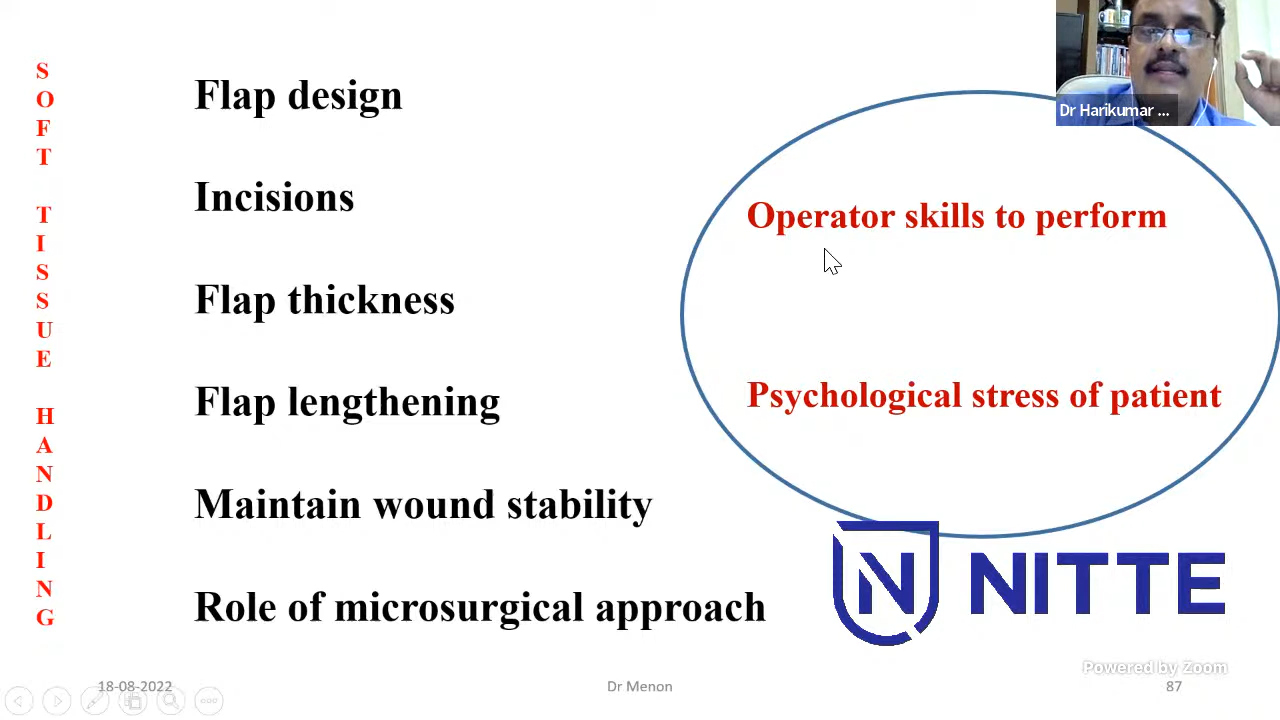 Dr Harikumar ...
SOFT TISSUE HANDLING
Flap design
Incisions
Flap thickness
Flap lengthening
Maintain wound stability
Role of microsurgical approach
Operator skills to perform
Psychological stress of patient
N NITTE
Powered by Zoom
18-08-2022
Dr Menon
87